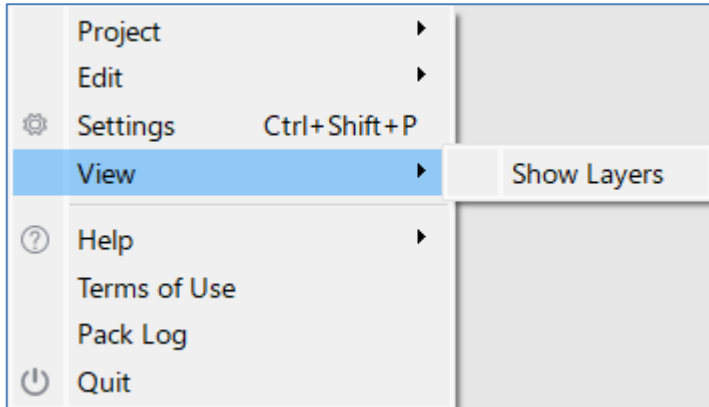 Project
Edit
Settings Ctrl+Shift+P
View
Show Layers
Help
Terms of Use
Pack Log
Quit